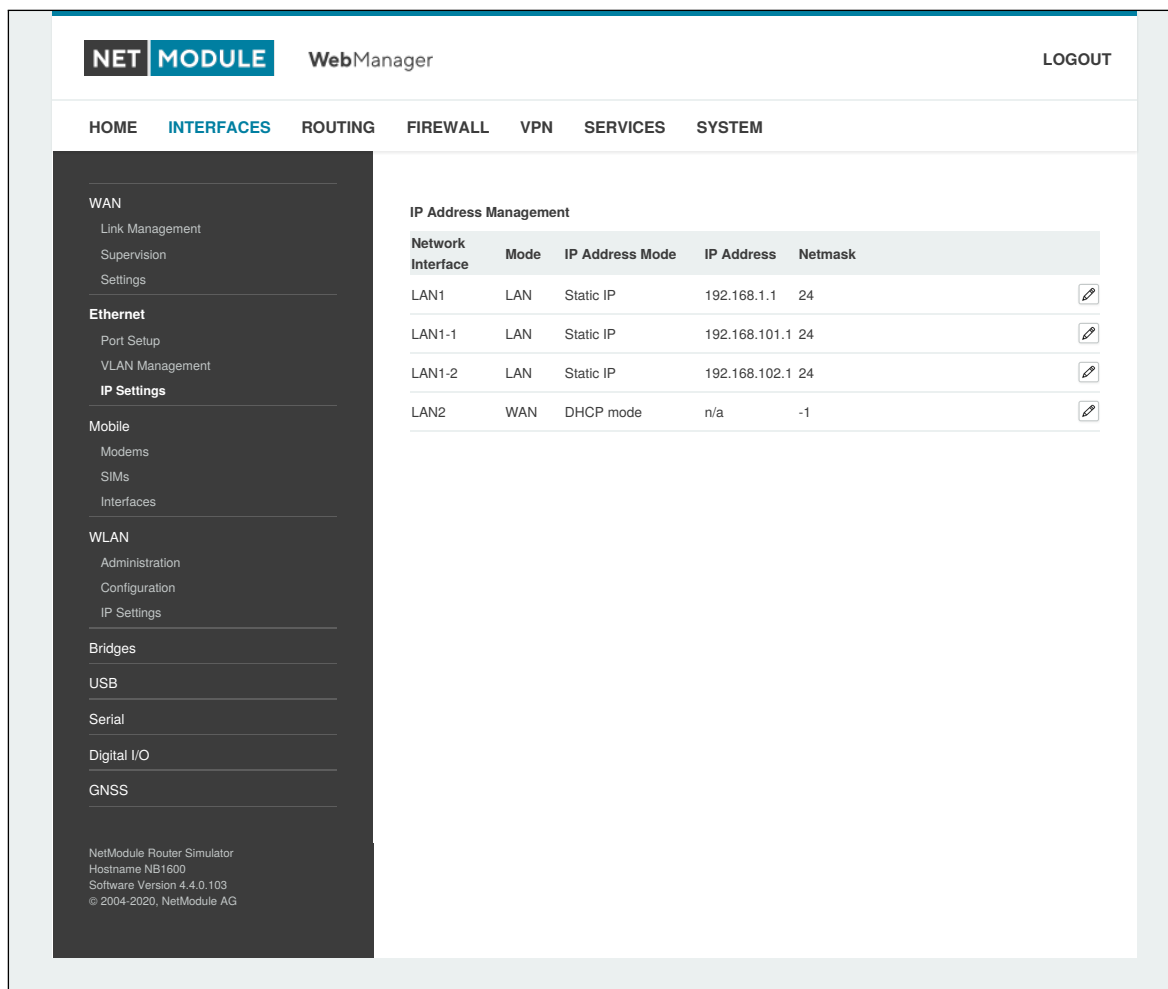 NET MODULE WebManager LOGOUT
HOME INTERFACES ROUTING FIREWALL VPN SERVICES SYSTEM
WAN
Link Management
Supervision
Settings
Ethernet
Port Setup
VLAN Management
IP Settings
Mobile
Modems
SIMs
Interfaces
WLAN
Administration
Configuration
IP Settings
Bridges
USB
Serial
Digital I/O
GNSS
NetModule Router Simulator
Hostname NB1600
Software Version 4.4.0.103
© 2004-2020, NetModule AG
IP Address Management
Network Interface Mode IP Address Mode IP Address Netmask
LAN1 LAN Static IP 192.168.1.1 24
LAN1-1 LAN Static IP 192.168.101.1 24
LAN1-2 LAN Static IP 192.168.102.1 24
LAN2 WAN DHCP mode n/a -1